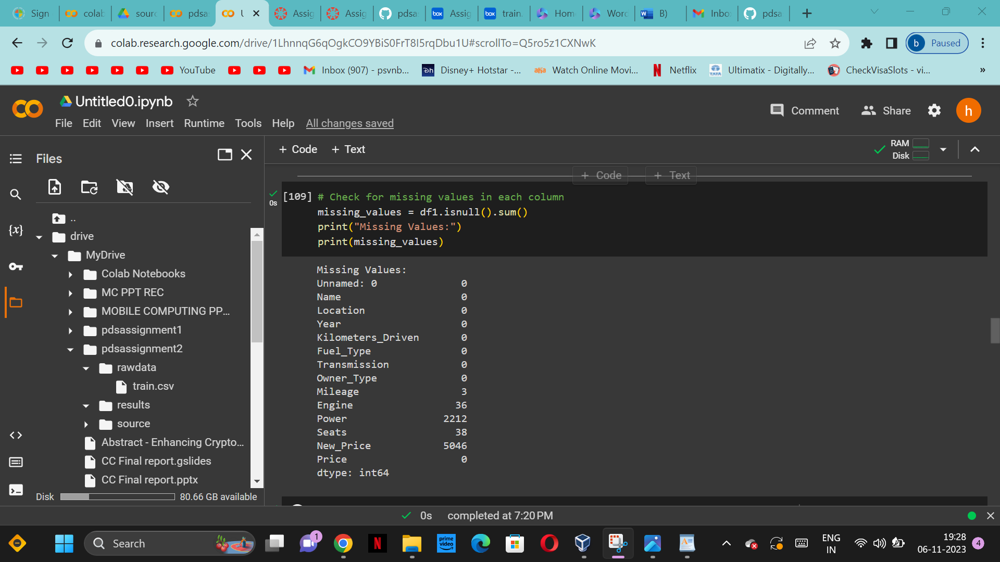 Sign
colab
sourc
pdsa
U
Assig
Assig
pdsa
box
Assig
box
train.
Hom
Word
B)
Inbo
pdsa
colab.research.google.com/drive/1LhnnqG6qOgkCO9YBiS0FrT8I5rqDbu1U#scrollTo=Q5ro5z1CXNwK
b Paused
YouTube
Inbox (907) - psvnb...
Disney+ Hotstar -...
Watch Online Movi...
Netflix
TATA
Ultimatix - Digitally...
CheckVisaSlots - vi...
»
Untitled0.ipynb
File Edit View Insert Runtime Tools Help All changes saved
Comment
Share
h
Files
+ Code + Text
RAM
Disk
+ Code + Text
..
drive
MyDrive
Colab Notebooks
MC PPT REC
MOBILE COMPUTING PP...
pdsassignment1
pdsassignment2
rawdata
train.csv
results
source
Abstract - Enhancing Crypto...
CC Final report.gslides
CC Final report.pptx
Disk 80.66 GB available
{x}
0s
[109] # Check for missing values in each column
missing_values = df1.isnull().sum()
print("Missing Values:")
print(missing_values)
Missing Values:
Unnamed: 0 0
Name 0
Location 0
Year 0
Kilometers_Driven 0
Fuel_Type 0
Transmission 0
Owner_Type 0
Mileage 3
Engine 36
Power 2212
Seats 38
New_Price 5046
Price 0
dtype: int64
0s completed at 7:20 PM
Search
1
prime
video
ENG
IN
19:28
06-11-2023
4